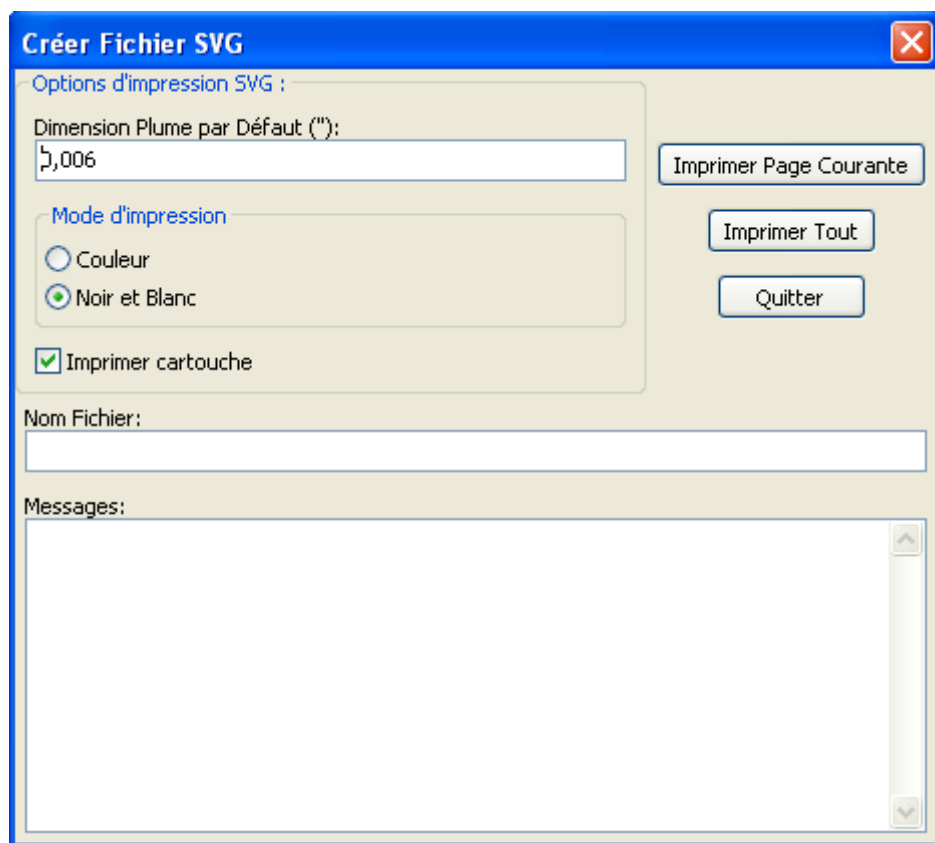 Créer Fichier SVG
Options d'impression SVG :
Dimension Plume par Défaut ("):
0,006
Mode d'impression
Couleur
Noir et Blanc
Imprimer cartouche
Imprimer Page Courante
Imprimer Tout
Quitter
Nom Fichier:
Messages: